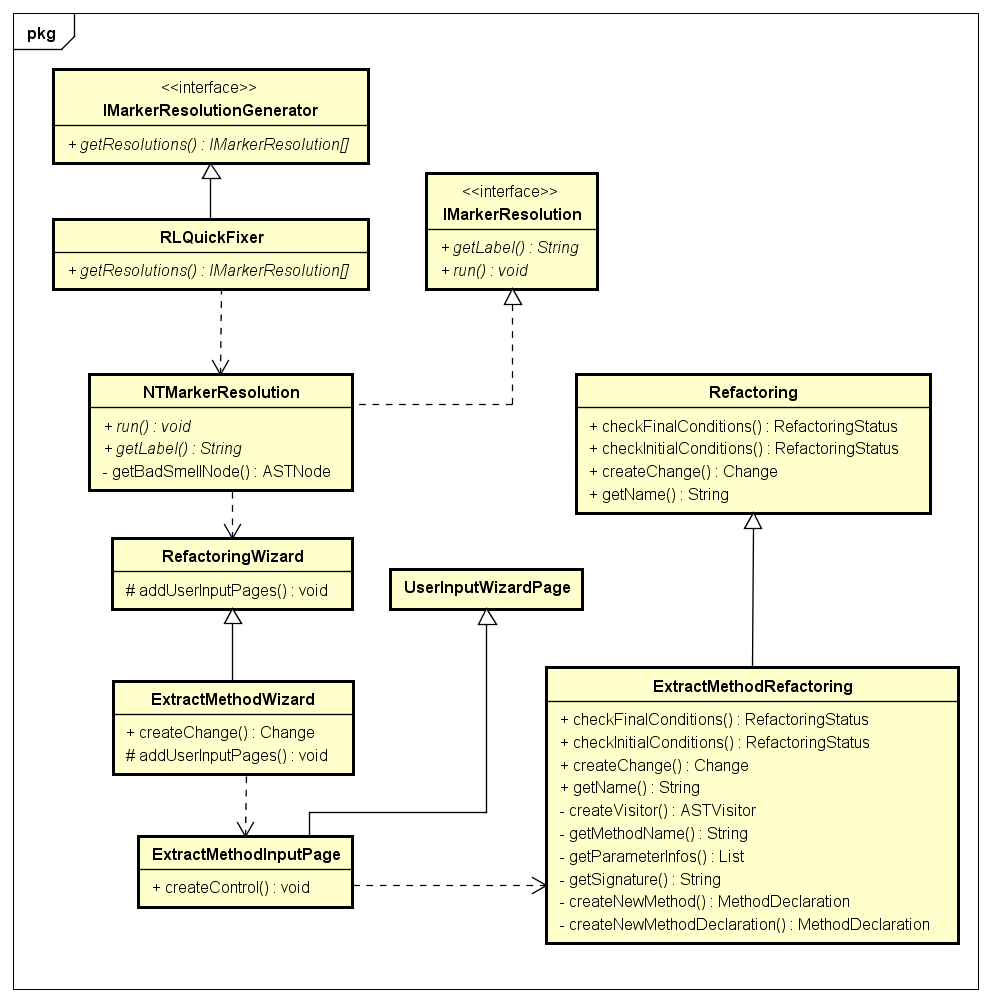 pkg
<<interface>>
IMarkerResolutionGenerator
+ getResolutions() : IMarkerResolution[]
RLQuickFixer
+ getResolutions() : IMarkerResolution[]
<<interface>>
IMarkerResolution
+ getLabel() : String
+ run() : void
NTMarkerResolution
+ run() : void
+ getLabel() : String
- getBadSmellNode() : ASTNode
Refactoring
+ checkFinalConditions() : RefactoringStatus
+ checkInitialConditions() : RefactoringStatus
+ createChange() : Change
+ getName() : String
RefactoringWizard
# addUserInputPages() : void
UserInputWizardPage
ExtractMethodWizard
+ createChange() : Change
# addUserInputPages() : void
ExtractMethodInputPage
+ createControl() : void
ExtractMethodRefactoring
+ checkFinalConditions() : RefactoringStatus
+ checkInitialConditions() : RefactoringStatus
+ createChange() : Change
+ getName() : String
- createVisitor() : ASTVisitor
- getMethodName() : String
- getParameterInfos() : List
- getSignature() : String
- createNewMethod() : MethodDeclaration
- createNewMethodDeclaration() : MethodDeclaration